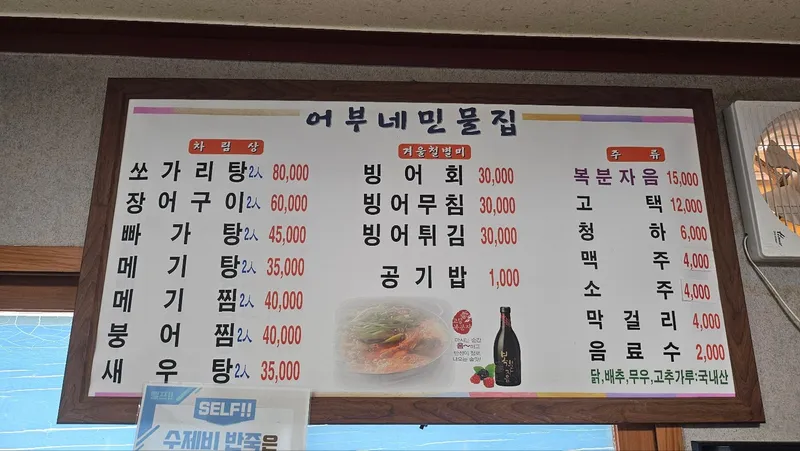 어부네민물집
차림상
쏘가리탕2人 80,000
장어구이2人 60,000
빠가탕2人 45,000
메기탕2人 35,000
메기찜2人 40,000
붕어찜2人 40,000
새우탕2人 35,000
겨울철별미
빙어회 30,000
빙어무침 30,000
빙어튀김 30,000
공기밥 1,000
주류
복분자음 15,000
고택 12,000
청하 6,000
맥주 4,000
소주 4,000
막걸리 4,000
음료수 2,000
닭,배추,무우,고추가루:국내산
SELF!!
수제비 반죽은